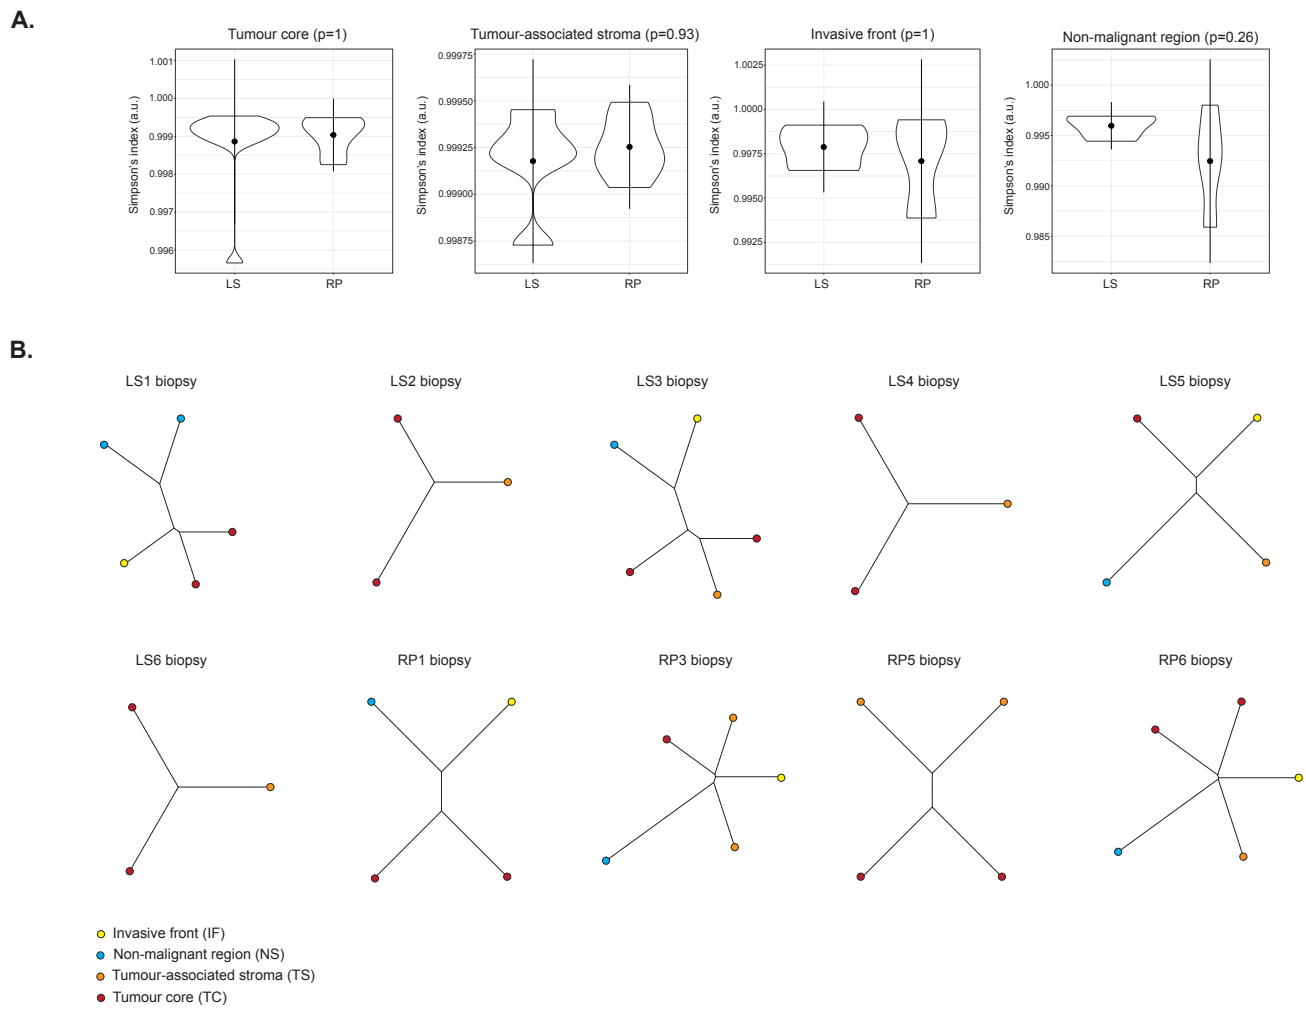 A.
Tumour core (p=1)
Tumour-associated stroma (p=0.93)
Invasive front (p=1)
Non-malignant region (p=0.26)
Simpson's index (a.u.)
1.001
1.000
0.999
0.998
0.997
0.996
LS
RP
Simpson's index (a.u.)
0.99975
0.99950
0.99925
0.99900
0.99875
LS
RP
Simpson's index (a.u.)
1.0025
1.0000
0.9975
0.9950
0.9925
LS
RP
Simpson's index (a.u.)
1.000
0.995
0.990
0.985
LS
RP
B.
LS1 biopsy
LS2 biopsy
LS3 biopsy
LS4 biopsy
LS5 biopsy
LS6 biopsy
RP1 biopsy
RP3 biopsy
RP5 biopsy
RP6 biopsy
Invasive front (IF)
Non-malignant region (NS)
Tumour-associated stroma (TS)
Tumour core (TC)